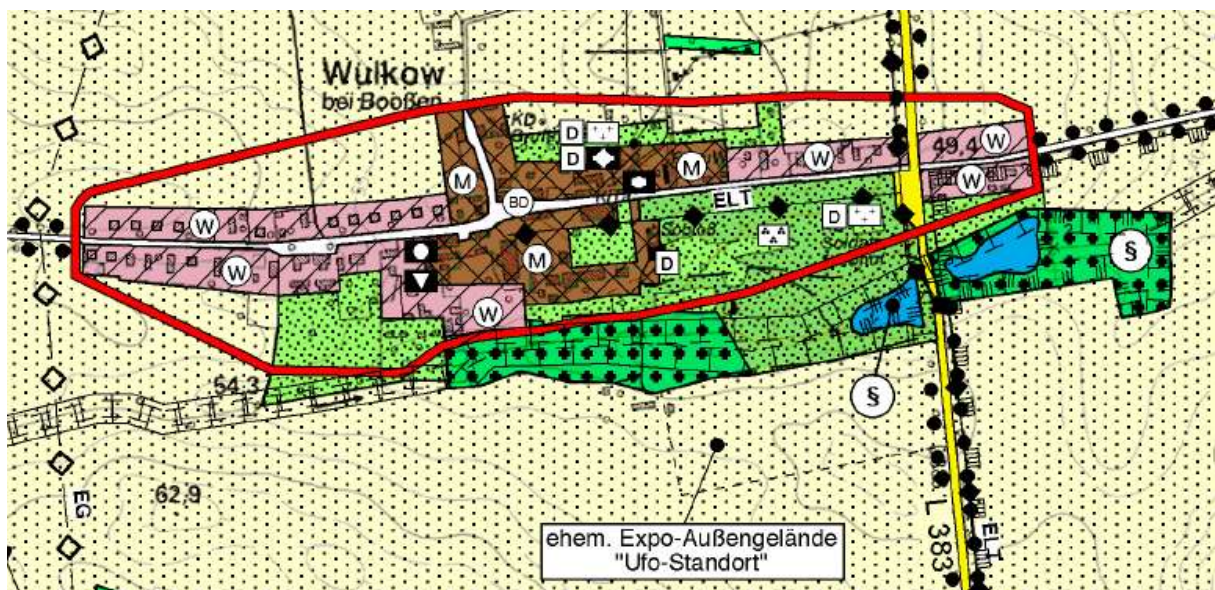 Wulkow
bei Booßen
KD
D
D
M
W
49,4
W
W
M
BD
ELT
W
D
W
M
D
W
§
54,3
§
62,9
EG
ehem. Expo-Außengelände
"Ufo-Standort"
L 383
ELT